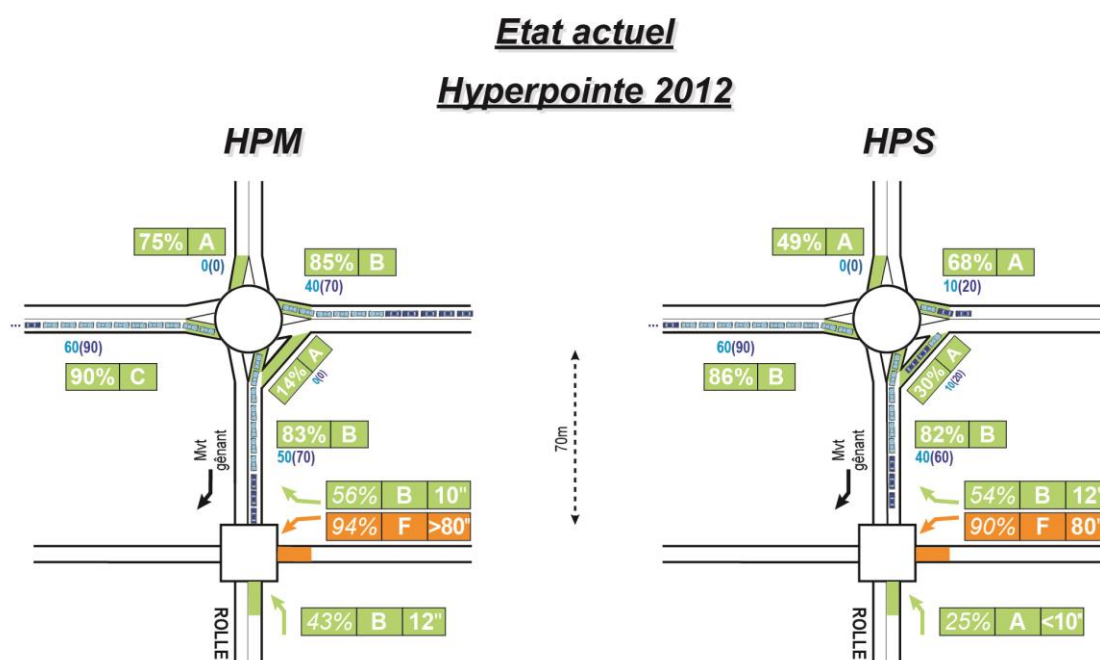 Etat actuel
Hyperpointe 2012
HPM
HPS
75% A
0(0)
85% B
40(70)
60(90)
90% C
14% A
0(0)
83% B
50(70)
Mvt
gênant
56% B 10"
94% F >80"
43% B 12"
ROLLE
70m
49% A
0(0)
68% A
10(20)
60(90)
86% B
30% A
10(20)
82% B
40(60)
Mvt
gênant
54% B 12"
90% F 80"
25% A <10"
ROLLE